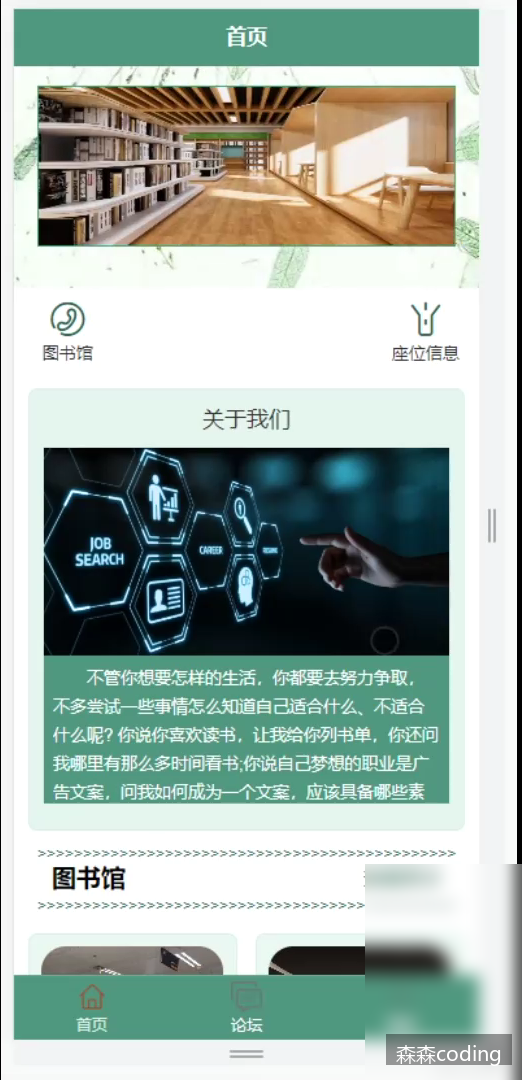 首页
图书馆
座位信息
关于我们
JOB
SEARCH
CAREER
不管你想要怎样的生活，你都要去努力争取，
不多尝试一些事情怎么知道自己适合什么、不适合
什么呢? 你说你喜欢读书，让我给你列书单，你还问
我哪里有那么多时间看书;你说自己梦想的职业是广
告文案，问我如何成为一个文案，应该具备哪些素
>>>>>>>>>>>>>>>>>>>>>>>>>>>>>>>>>>>>>>>>>>>>>>>>
图书馆
>>>>>>>>>>>>>>>>>>>>>>>>>>>>>>>>>>>>>>
首页
论坛
森森coding